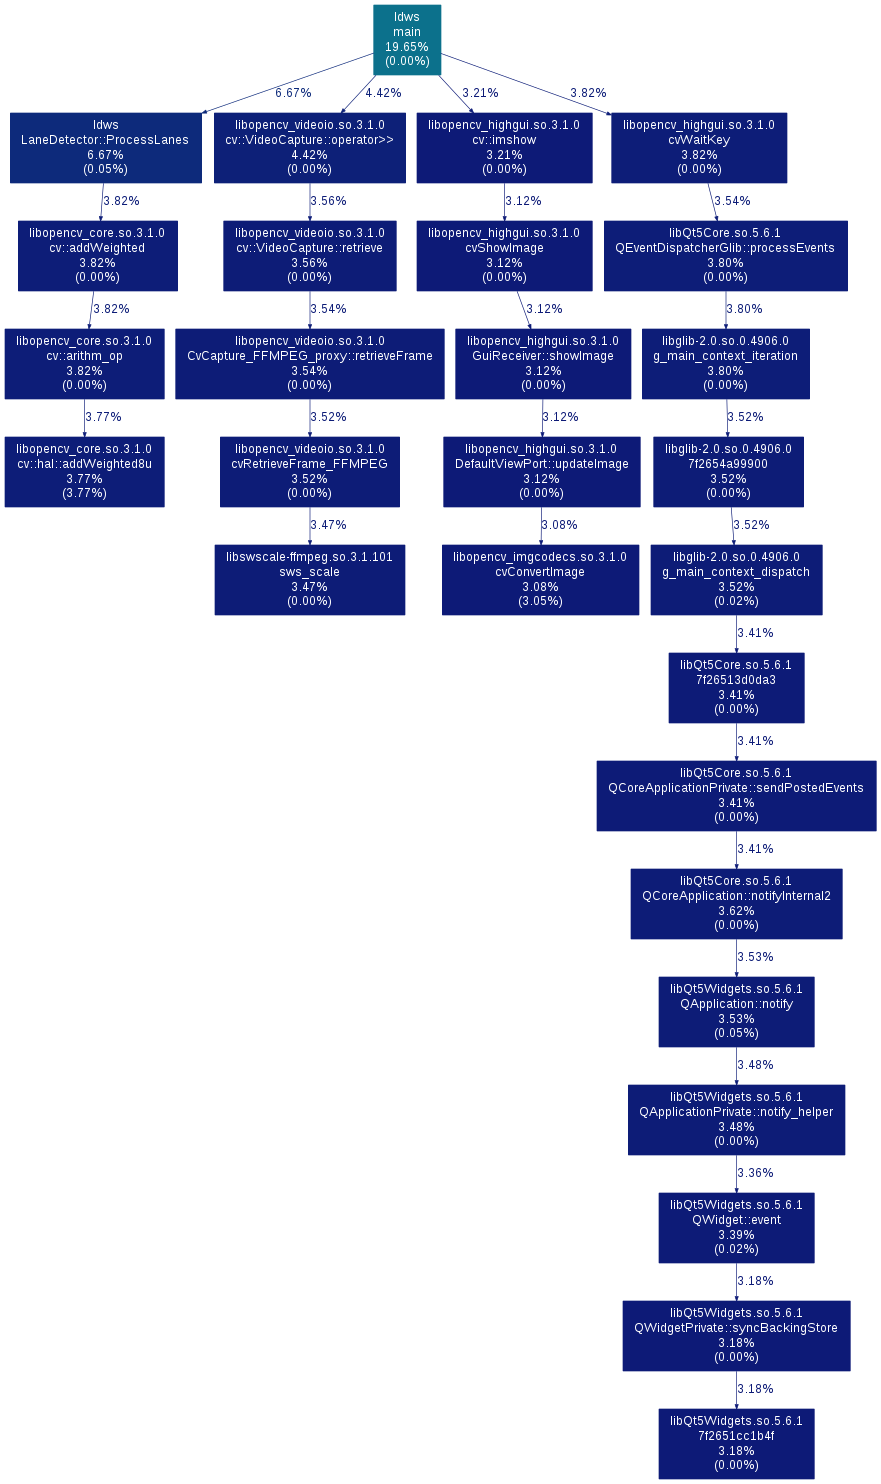 ldws
main
19.65%
(0.00%)
6.67%
4.42%
3.21%
3.82%
ldws
LaneDetector::ProcessLanes
6.67%
(0.05%)
libopencv_videoio.so.3.1.0
cv::VideoCapture::operator>>
4.42%
(0.00%)
libopencv_highgui.so.3.1.0
cv::imshow
3.21%
(0.00%)
libopencv_highgui.so.3.1.0
cvWaitKey
3.82%
(0.00%)
3.82%
3.56%
3.12%
3.54%
libopencv_core.so.3.1.0
cv::addWeighted
3.82%
(0.00%)
libopencv_videoio.so.3.1.0
cv::VideoCapture::retrieve
3.56%
(0.00%)
libopencv_highgui.so.3.1.0
cvShowImage
3.12%
(0.00%)
libQt5Core.so.5.6.1
QEventDispatcherGlib::processEvents
3.80%
(0.00%)
3.82%
3.54%
3.12%
3.80%
libopencv_core.so.3.1.0
cv::arithm_op
3.82%
(0.00%)
libopencv_videoio.so.3.1.0
CvCapture_FFMPEG_proxy::retrieveFrame
3.54%
(0.00%)
libopencv_highgui.so.3.1.0
GuiReceiver::showImage
3.12%
(0.00%)
libglib-2.0.so.0.4906.0
g_main_context_iteration
3.80%
(0.00%)
3.77%
3.52%
3.12%
3.52%
libopencv_core.so.3.1.0
cv::hal::addWeighted8u
3.77%
(3.77%)
libopencv_videoio.so.3.1.0
cvRetrieveFrame_FFMPEG
3.52%
(0.00%)
libopencv_highgui.so.3.1.0
DefaultViewPort::updateImage
3.12%
(0.00%)
libglib-2.0.so.0.4906.0
7f2654a99900
3.52%
(0.00%)
3.47%
3.08%
3.52%
libswscale-ffmpeg.so.3.1.101
sws_scale
3.47%
(0.00%)
libopencv_imgcodecs.so.3.1.0
cvConvertImage
3.08%
(3.05%)
libglib-2.0.so.0.4906.0
g_main_context_dispatch
3.52%
(0.02%)
3.41%
libQt5Core.so.5.6.1
7f26513d0da3
3.41%
(0.00%)
3.41%
libQt5Core.so.5.6.1
QCoreApplicationPrivate::sendPostedEvents
3.41%
(0.00%)
3.41%
libQt5Core.so.5.6.1
QCoreApplication::notifyInternal2
3.62%
(0.00%)
3.53%
libQt5Widgets.so.5.6.1
QApplication::notify
3.53%
(0.05%)
3.48%
libQt5Widgets.so.5.6.1
QApplicationPrivate::notify_helper
3.48%
(0.00%)
3.36%
libQt5Widgets.so.5.6.1
QWidget::event
3.39%
(0.02%)
3.18%
libQt5Widgets.so.5.6.1
QWidgetPrivate::syncBackingStore
3.18%
(0.00%)
3.18%
libQt5Widgets.so.5.6.1
7f2651cc1b4f
3.18%
(0.00%)